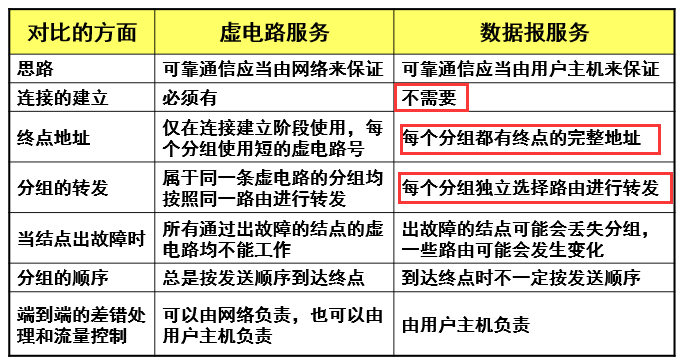 对比的方面 虚电路服务 数据报服务
思路 可靠通信应当由网络来保证 可靠通信应当由用户主机来保证
连接的建立 必须有 不需要
终点地址 仅在连接建立阶段使用，每 个分组使用短的虚电路号 每个分组都有终点的完整地址
分组的转发 属于同一条虚电路的分组均 按照同一路由进行转发 每个分组独立选择路由进行转发
当结点出故障时 所有通过出故障的结点的虚 电路均不能工作 出故障的结点可能会丢失分组， 一些路由可能会发生变化
分组的顺序 总是按发送顺序到达终点 到达终点时不一定按发送顺序
端到端的差错处 理和流量控制 可以由网络负责，也可以由 用户主机负责 由用户主机负责